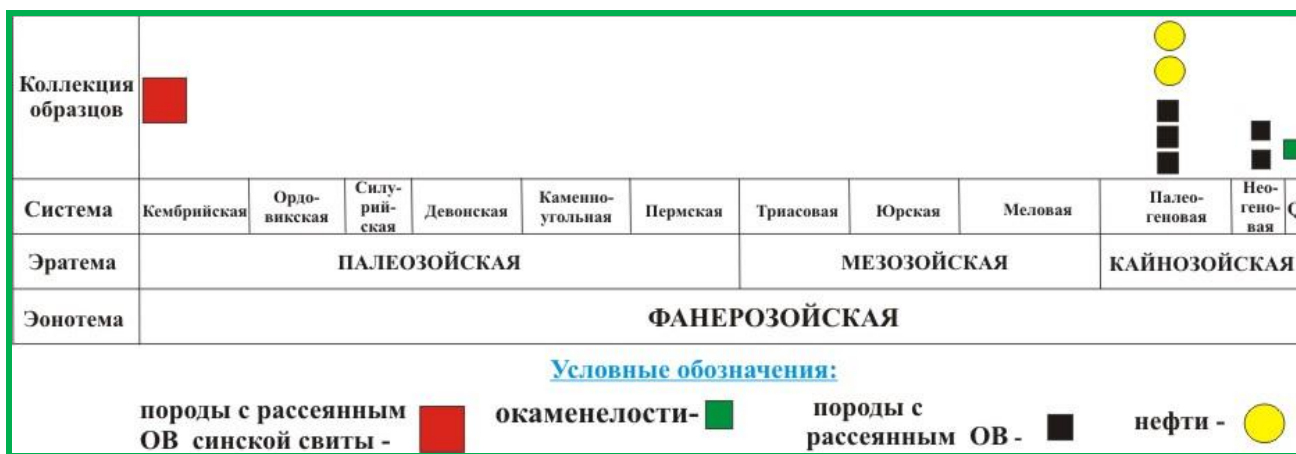 Коллекция
образцов
Система
Кембрийская
Ордо-
викская
Силу-
рий-
ская
Девонская
Каменно-
угольная
Пермская
Триасовая
Юрская
Меловая
Палео-
геновая
Нео-
гено-
вая
Q
Эратема
ПАЛЕОЗОЙСКАЯ
МЕЗОЗОЙСКАЯ
КАЙНОЗОЙСКАЯ
Эонотема
ФАНЕРОЗОЙСКАЯ
Условные обозначения:
породы с рассеянным
ОВ синской свиты -
окаменелости-
породы с
рассеянным ОВ -
нефти -